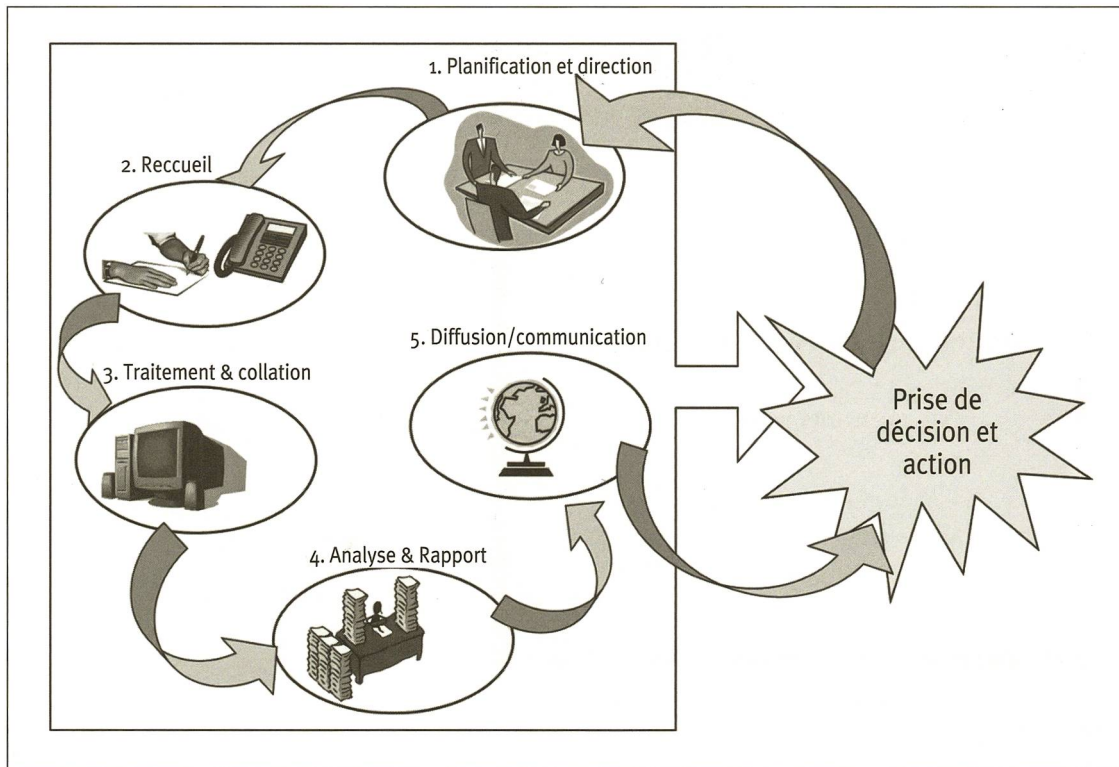 1. Planification et direction
2. Reccueil
3. Traitement & collation
4. Analyse & Rapport
5. Diffusion/communication
Prise de
décision et
action